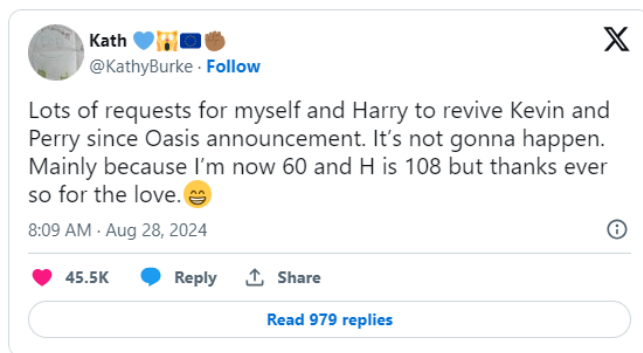 Kath 💙🙀🇪🇺✊🏾
@KathyBurke · Follow
Lots of requests for myself and Harry to revive Kevin and
Perry since Oasis announcement. It’s not gonna happen.
Mainly because I’m now 60 and H is 108 but thanks ever
so for the love.😁
8:09 AM · Aug 28, 2024
45.5K Reply Share
Read 979 replies